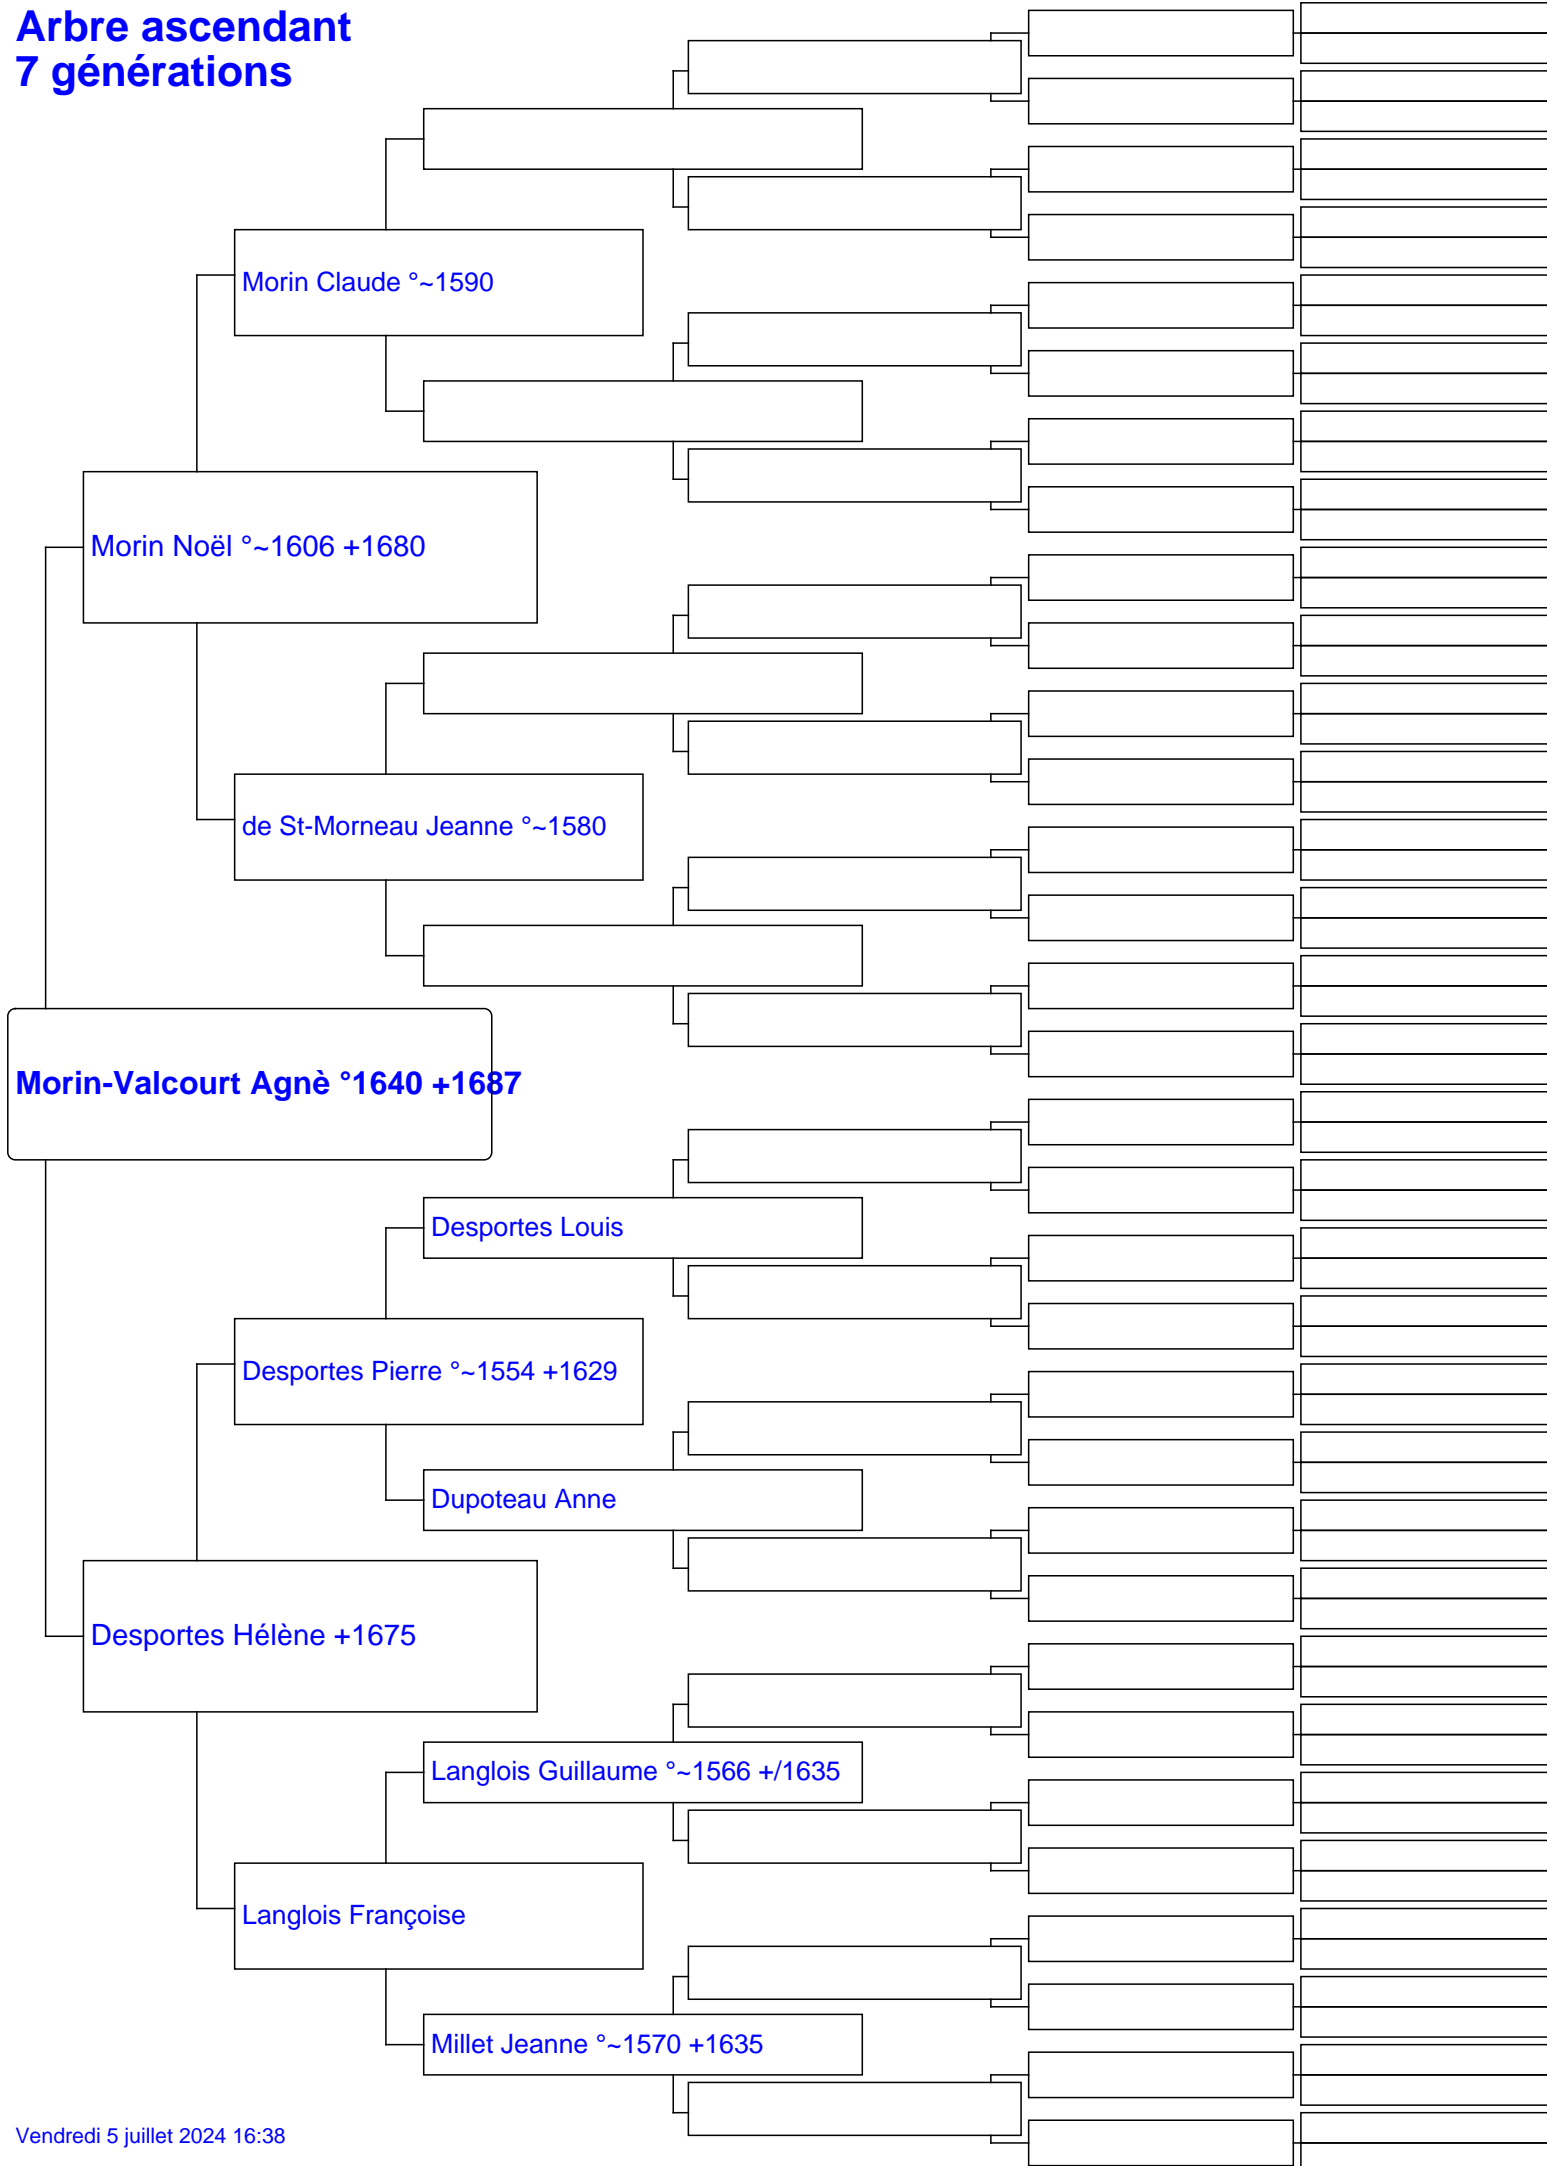 Arbre ascendant
7 générations
Morin Claude °~1590
Morin Noël °~1606 +1680
de St-Morneau Jeanne °~1580
Morin-Valcourt Agnè °1640 +1687
Desportes Louis
Desportes Pierre °~1554 +1629
Dupoteau Anne
Desportes Hélène +1675
Langlois Guillaume °~1566 +/1635
Langlois Françoise
Millet Jeanne °~1570 +1635
Vendredi 5 juillet 2024 16:38